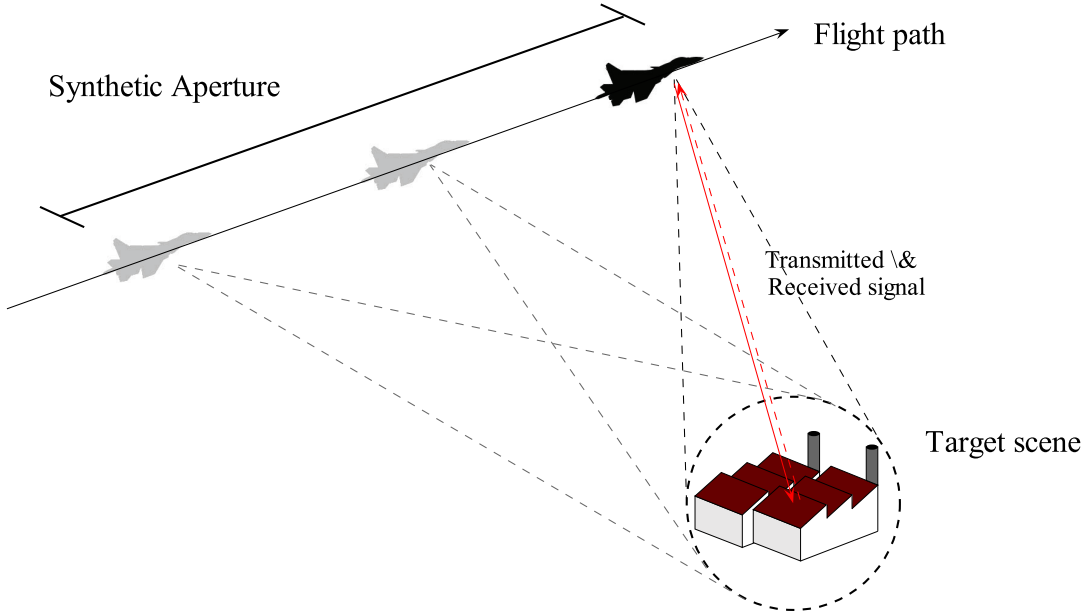 Flight path
Synthetic Aperture
Transmitted \&
Received signal
Target scene